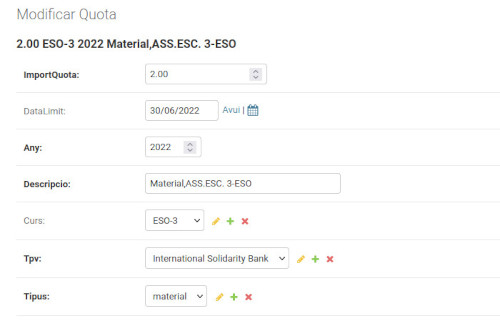 Modificar Quota
2.00 ESO-3 2022 Material,ASS.ESC. 3-ESO
ImportQuota: 2.00
DataLimit: 30/06/2022 Avui |
Any: 2022
Descripcio: Material,ASS.ESC. 3-ESO
Curs: ESO-3
Tpv: International Solidarity Bank
Tipus: material